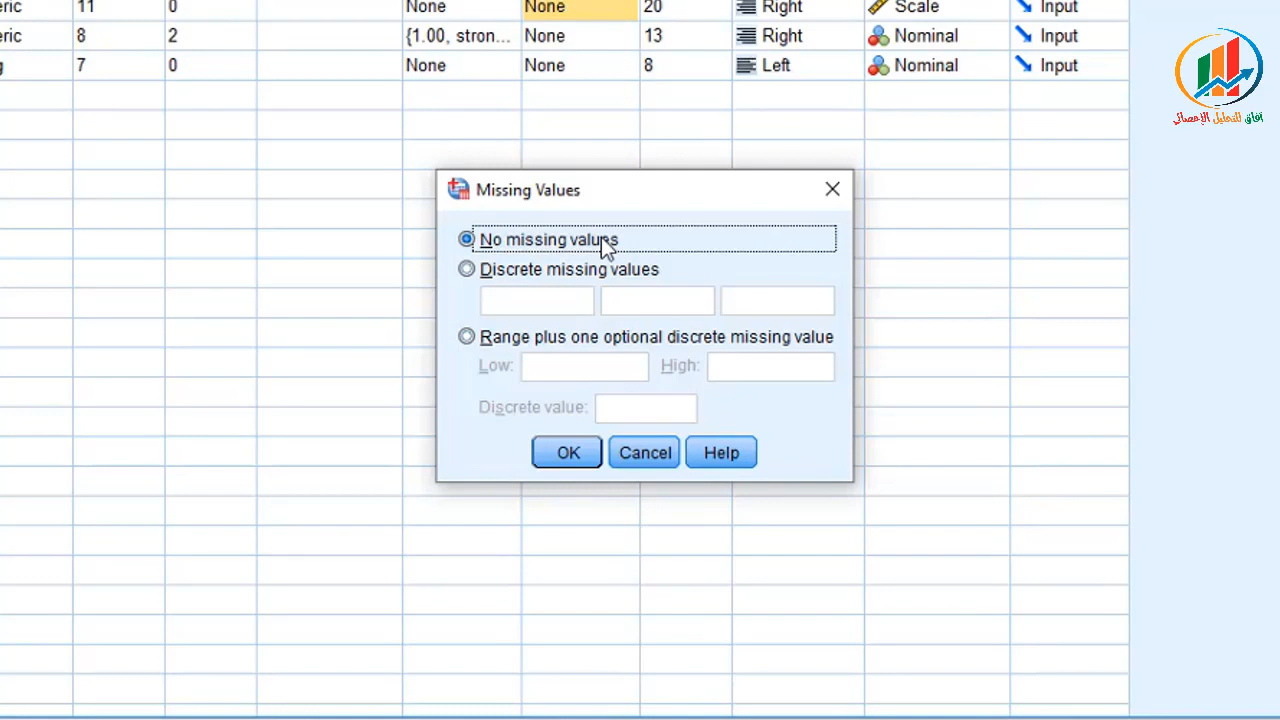 ric 11 0 None None 20 Right Scale Input
eric 8 2 {1.00, stron... None 13 Right Nominal Input
g 7 0 None None 8 Left Nominal Input
آفاق للتحليل الإحصائي
Missing Values
No missing values
Discrete missing values
Range plus one optional discrete missing value
Low: High:
Discrete value:
OK Cancel Help